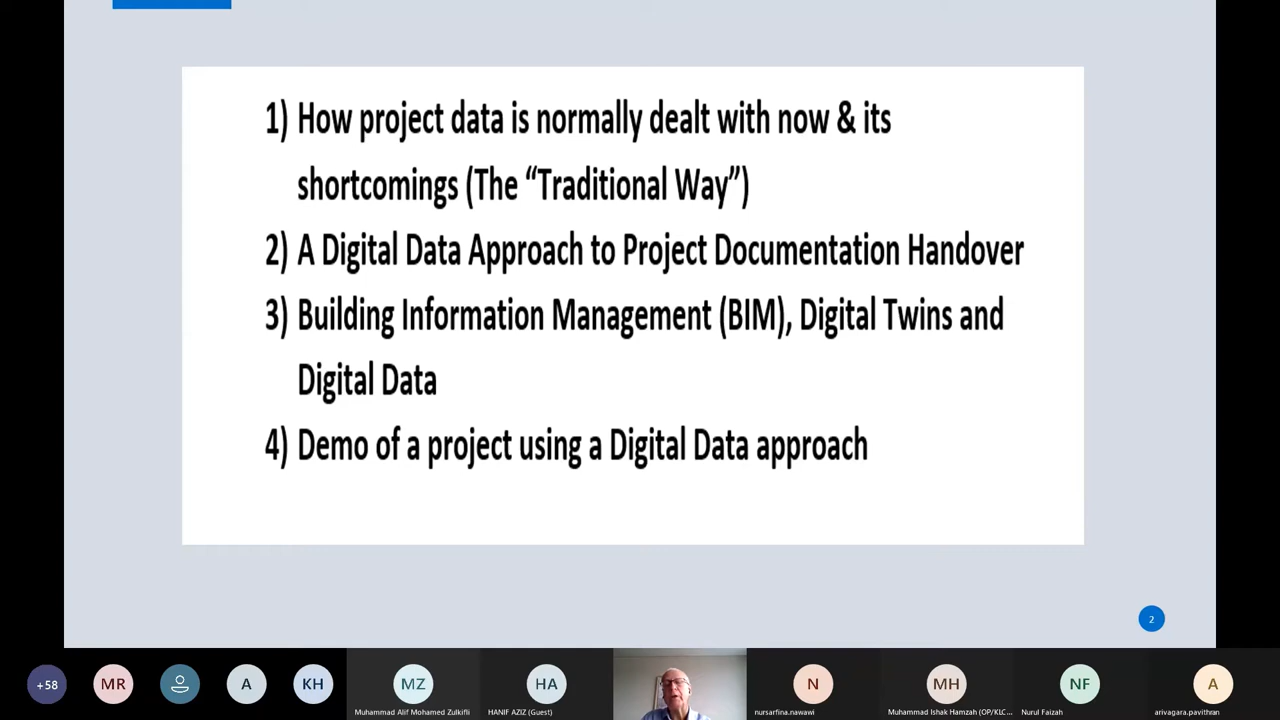 1) How project data is normally dealt with now & its
shortcomings (The “Traditional Way”)
2) A Digital Data Approach to Project Documentation Handover
3) Building Information Management (BIM), Digital Twins and
Digital Data
4) Demo of a project using a Digital Data approach
2
+58
MR
A
KH
MZ
HA
N
MH
NF
A
Muhammad Alif Mohamed Zulkifli
HANIF AZIZ (Guest)
nursarfina.nawawi
Muhammad Ishak Hamzah (OP/KLC...
Nurul Faizah
arivagara.pavithran